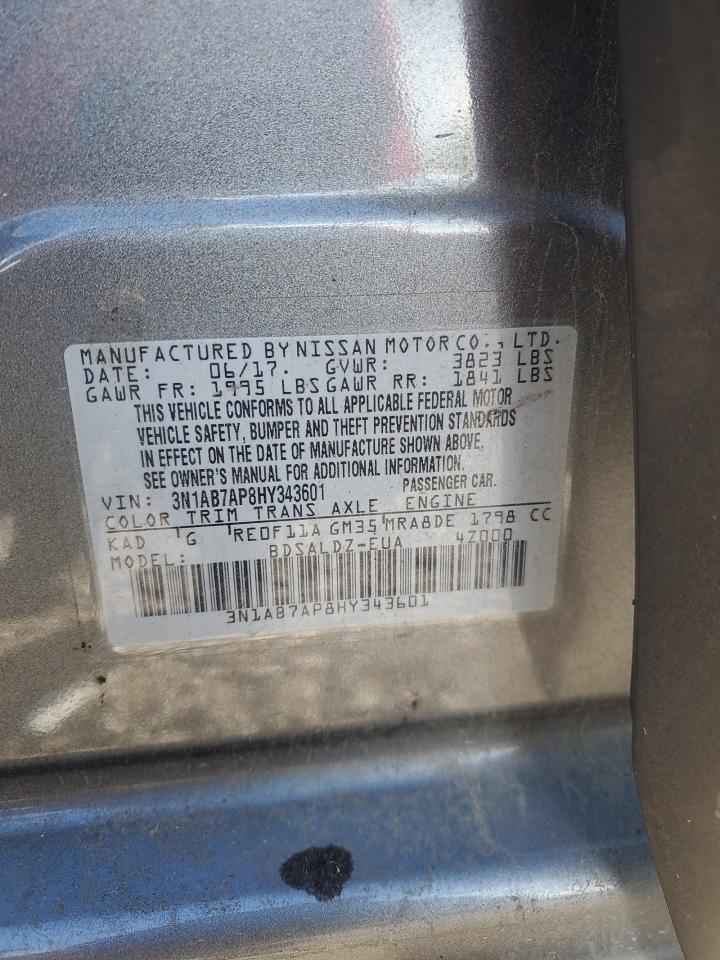 MANUFACTURED BY NISSAN MOTOR CO., LTD.
DATE: 06/17. GVWR: 3823 LBS
GAWR FR: 1995 LBS GAWR RR: 1841 LBS
THIS VEHICLE CONFORMS TO ALL APPLICABLE FEDERAL MOTOR
VEHICLE SAFETY, BUMPER AND THEFT PREVENTION STANDARDS
IN EFFECT ON THE DATE OF MANUFACTURE SHOWN ABOVE.
SEE OWNER'S MANUAL FOR ADDITIONAL INFORMATION.
VIN: 3N1AB7AP8HY343601 PASSENGER CAR.
COLOR TRIM TRANS AXLE ENGINE
KAD G RE0F11A GM35 MRA8DE 1798 CC
MODEL: BDSALDZ-EUA 4Z000
3N1AB7AP8HY343601